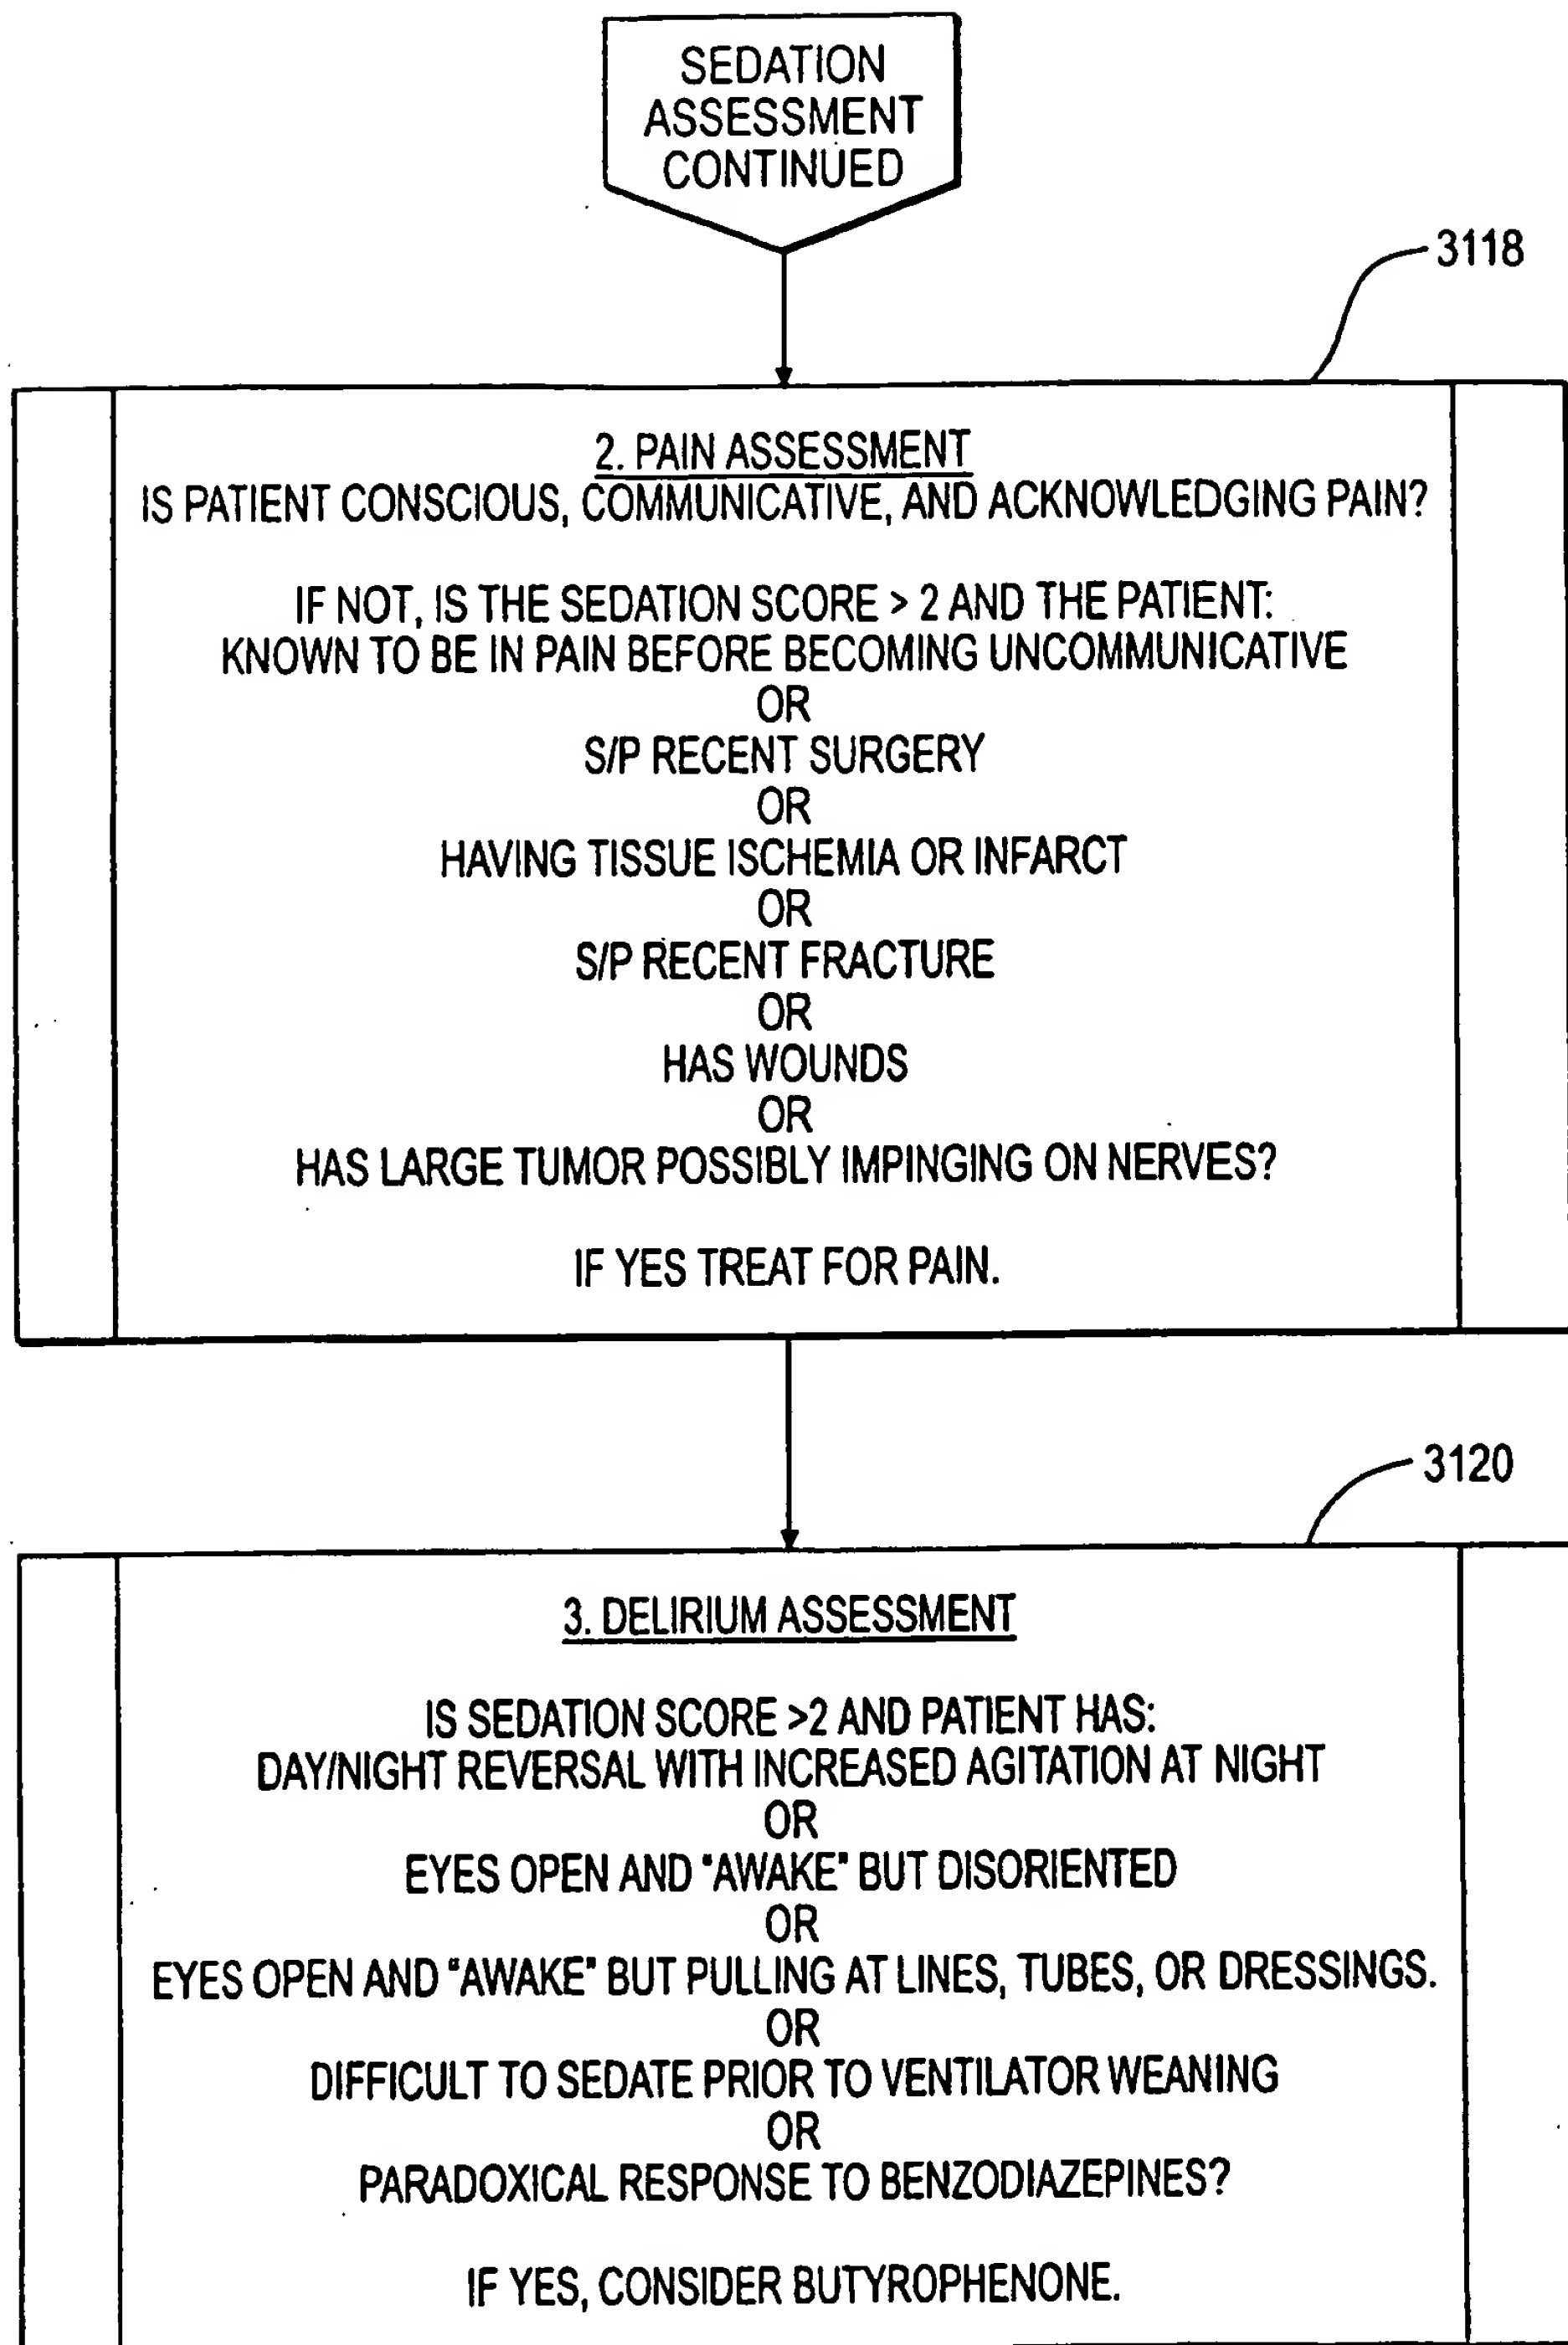 SEDATION
ASSESSMENT
CONTINUED
3118
2. PAIN ASSESSMENT
IS PATIENT CONSCIOUS, COMMUNICATIVE, AND ACKNOWLEDGING PAIN?
IF NOT, IS THE SEDATION SCORE > 2 AND THE PATIENT:
KNOWN TO BE IN PAIN BEFORE BECOMING UNCOMMUNICATIVE
OR
S/P RECENT SURGERY
OR
HAVING TISSUE ISCHEMIA OR INFARCT
OR
S/P RECENT FRACTURE
OR
HAS WOUNDS
OR
HAS LARGE TUMOR POSSIBLY IMPINGING ON NERVES?
IF YES TREAT FOR PAIN.
3120
3. DELIRIUM ASSESSMENT
IS SEDATION SCORE >2 AND PATIENT HAS:
DAY/NIGHT REVERSAL WITH INCREASED AGITATION AT NIGHT
OR
EYES OPEN AND "AWAKE" BUT DISORIENTED
OR
EYES OPEN AND "AWAKE" BUT PULLING AT LINES, TUBES, OR DRESSINGS.
OR
DIFFICULT TO SEDATE PRIOR TO VENTILATOR WEANING
OR
PARADOXICAL RESPONSE TO BENZODIAZEPINES?
IF YES, CONSIDER BUTYROPHENONE.